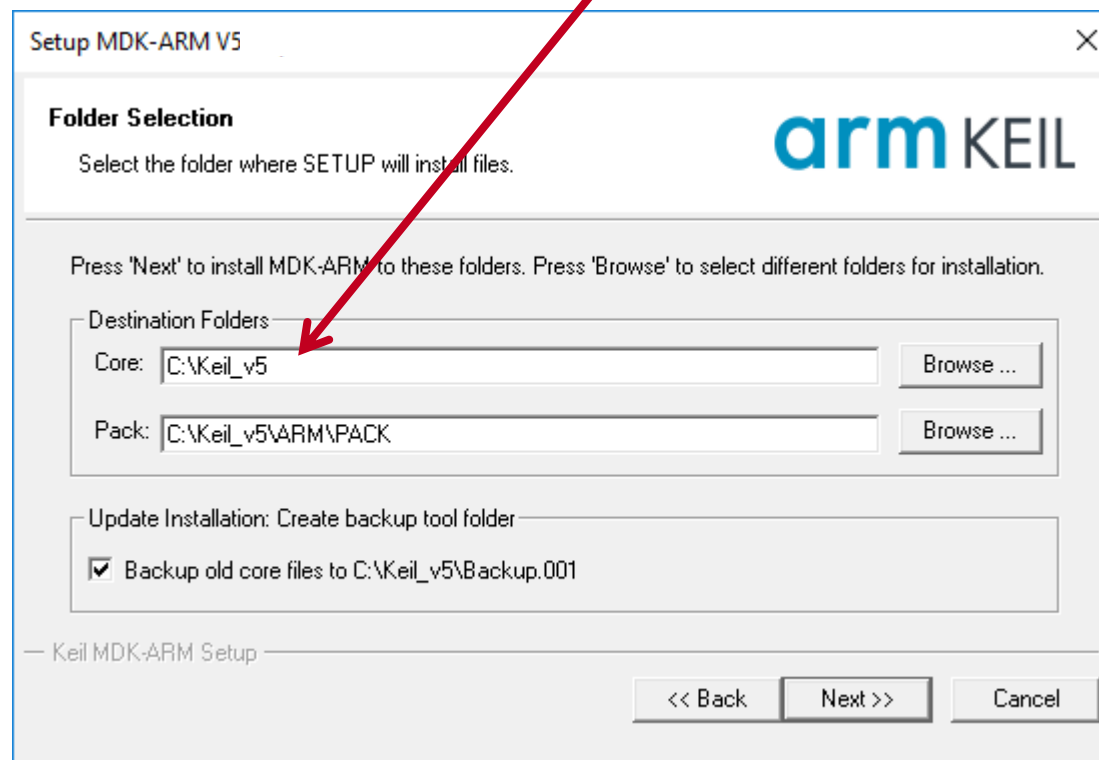 Setup MDK-ARM V5
Folder Selection
Select the folder where SETUP will install files.
arm KEIL
Press 'Next' to install MDK-ARM to these folders. Press 'Browse' to select different folders for installation.
Destination Folders
Core: C:\Keil_v5 Browse ...
Pack: C:\Keil_v5\ARM\PACK Browse ...
Update Installation: Create backup tool folder
Backup old core files to C:\Keil_v5\Backup.001
Keil MDK-ARM Setup
<< Back Next >> Cancel